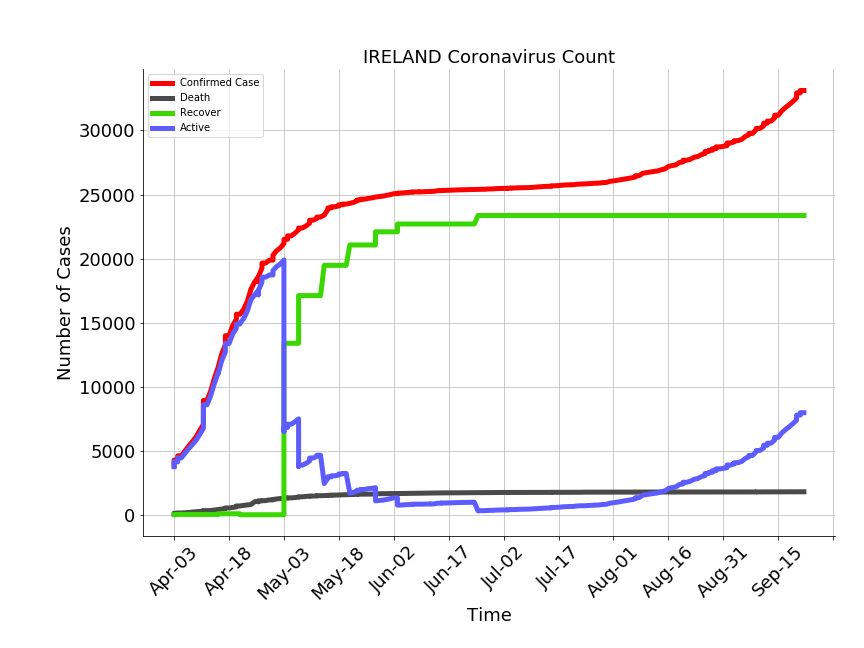 IRELAND Coronavirus Count
Confirmed Case
Death
Recover
Active
Number of Cases
30000
25000
20000
15000
10000
5000
0
Apr-03
Apr-18
May-03
May-18
Jun-02
Jun-17
Jul-02
Jul-17
Aug-01
Aug-16
Aug-31
Sep-15
Time